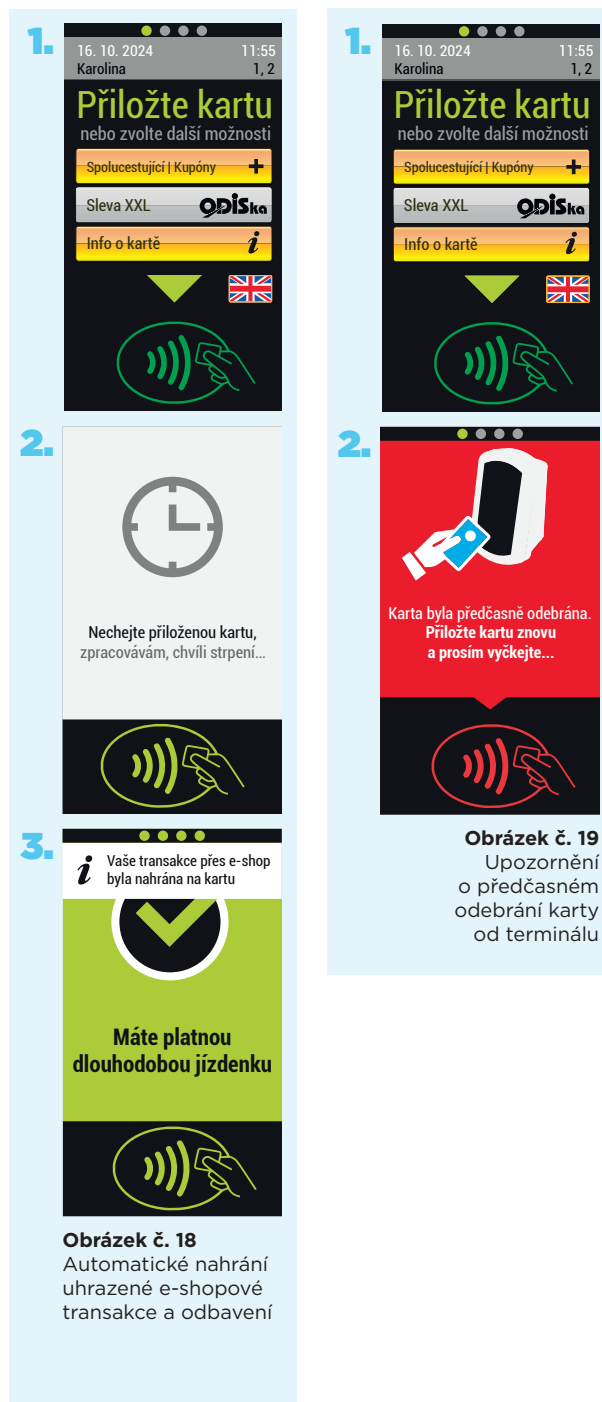 1.
16. 10. 2024 11:55
Karolina 1, 2
Přiložte kartu
nebo zvolte další možnosti
Spolucestující | Kupóny +
Sleva XXL ODISka
Info o kartě i
2.
Nechejte přiloženou kartu,
zpracovávám, chvíli strpení...
3.
i Vaše transakce přes e-shop
byla nahrána na kartu
Máte platnou
dlouhodobou jízdenku
Obrázek č. 18
Automatické nahrání
uhrazené e-shopové
transakce a odbavení
1.
16. 10. 2024 11:55
Karolina 1, 2
Přiložte kartu
nebo zvolte další možnosti
Spolucestující | Kupóny +
Sleva XXL ODISka
Info o kartě i
2.
Karta byla předčasně odebrána.
Přiložte kartu znovu
a prosím vyčkejte...
Obrázek č. 19
Upozornění
o předčasném
odebrání karty
od terminálu